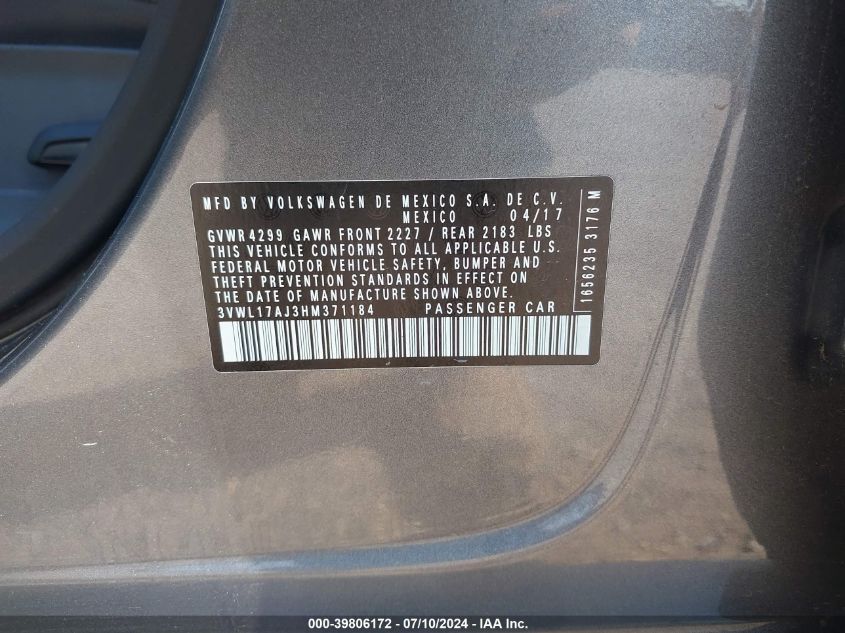 MFD BY VOLKSWAGEN DE MEXICO S.A. DE C.V.
MEXICO 04/17
GVWR 4299 GAWR FRONT 2227 / REAR 2183 LBS
THIS VEHICLE CONFORMS TO ALL APPLICABLE U.S.
FEDERAL MOTOR VEHICLE SAFETY, BUMPER AND
THEFT PREVENTION STANDARDS IN EFFECT ON
THE DATE OF MANUFACTURE SHOWN ABOVE.
3VWL17AJ3HM371184 PASSENGER CAR
1656235 3176 M
000-39806172 - 07/10/2024 - IAA Inc.